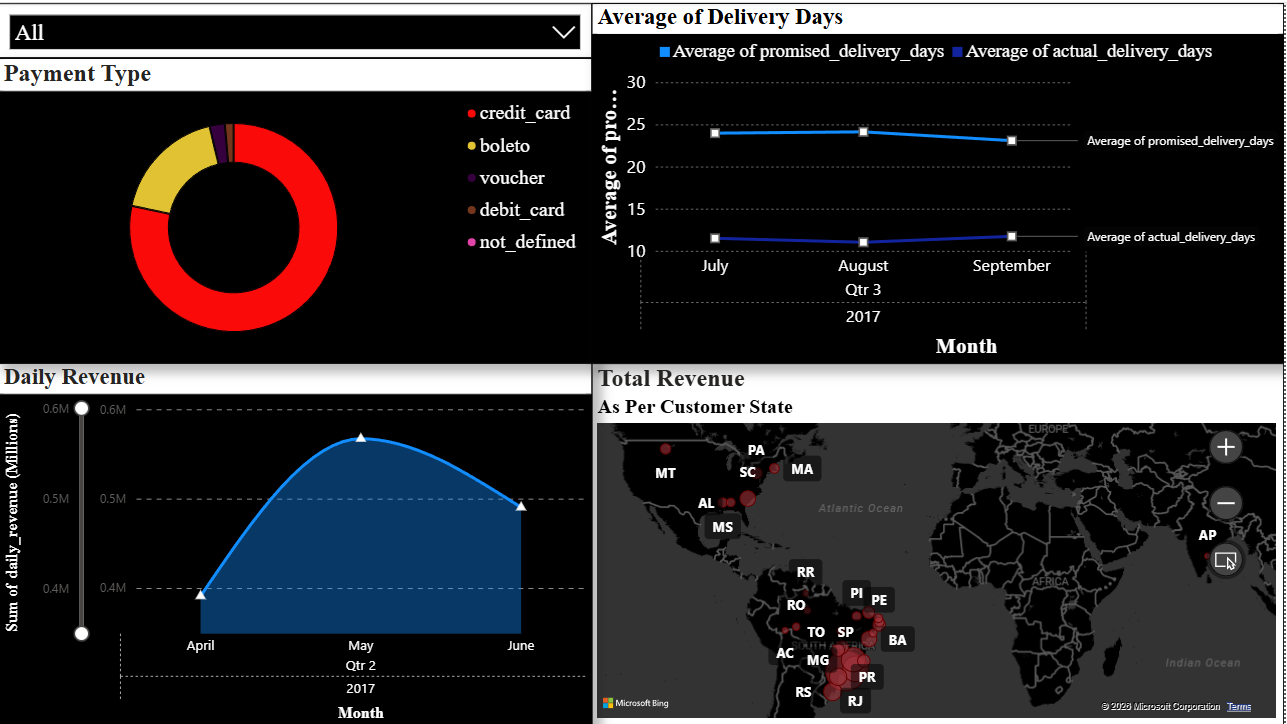 All
Payment Type
credit_card
boleto
voucher
debit_card
not_defined
Average of Delivery Days
Average of promised_delivery_days Average of actual_delivery_days
Average of pro...
30
25
20
15
10
Average of promised_delivery_days
Average of actual_delivery_days
July August September
Qtr 3
2017
Month
Daily Revenue
Sum of daily_revenue (Millions)
0.6M 0.6M
0.5M 0.5M
0.4M 0.4M
April May June
Qtr 2
2017
Month
Total Revenue
As Per Customer State
EUROPE
PA
MT SC MA
AL
MS
Atlantic Ocean
AP
AFRICA
RR
RO PI PE
TO SP BA
SOUTH AMERICA
AC MG
PR
RS RJ
Indian Ocean
Microsoft Bing
© 2026 Microsoft Corporation Terms